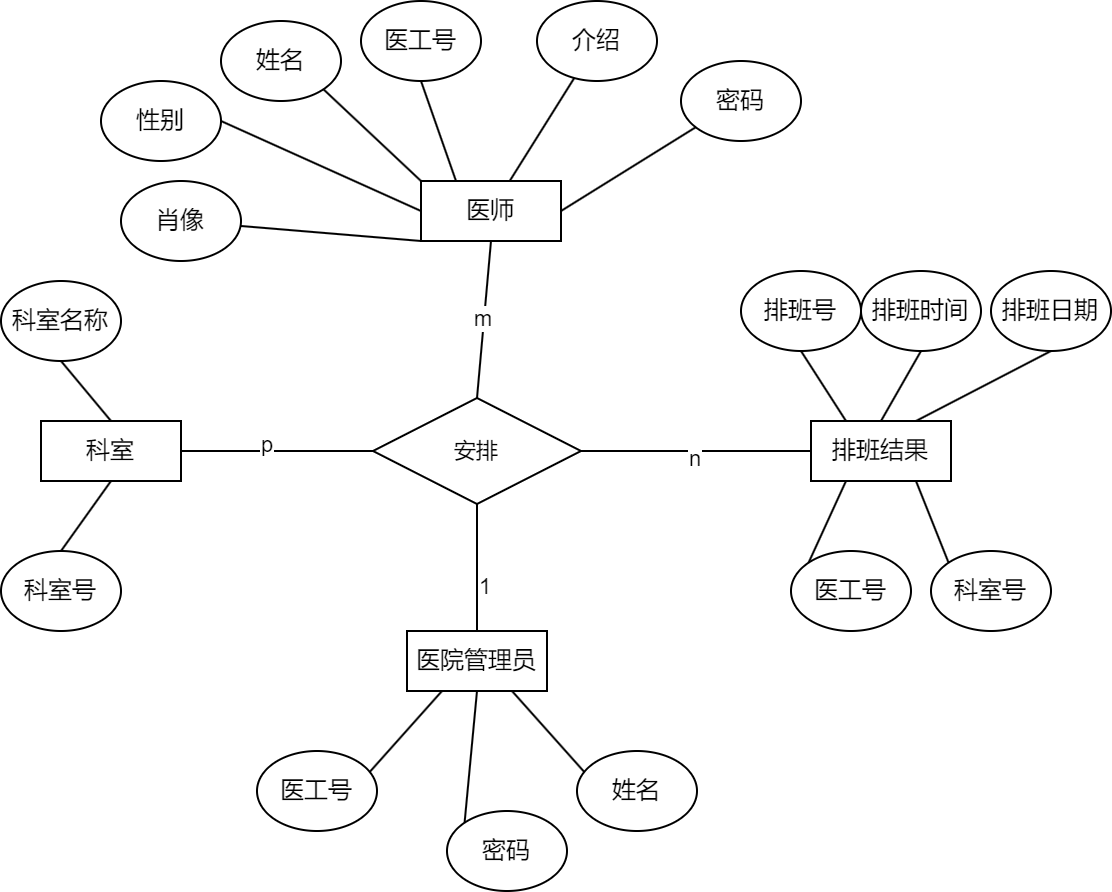 医工号
介绍
姓名
密码
性别
医师
肖像
科室名称
m
排班号
排班时间
排班日期
科室
p
安排
n
排班结果
科室号
1
医工号
科室号
医院管理员
医工号
姓名
密码